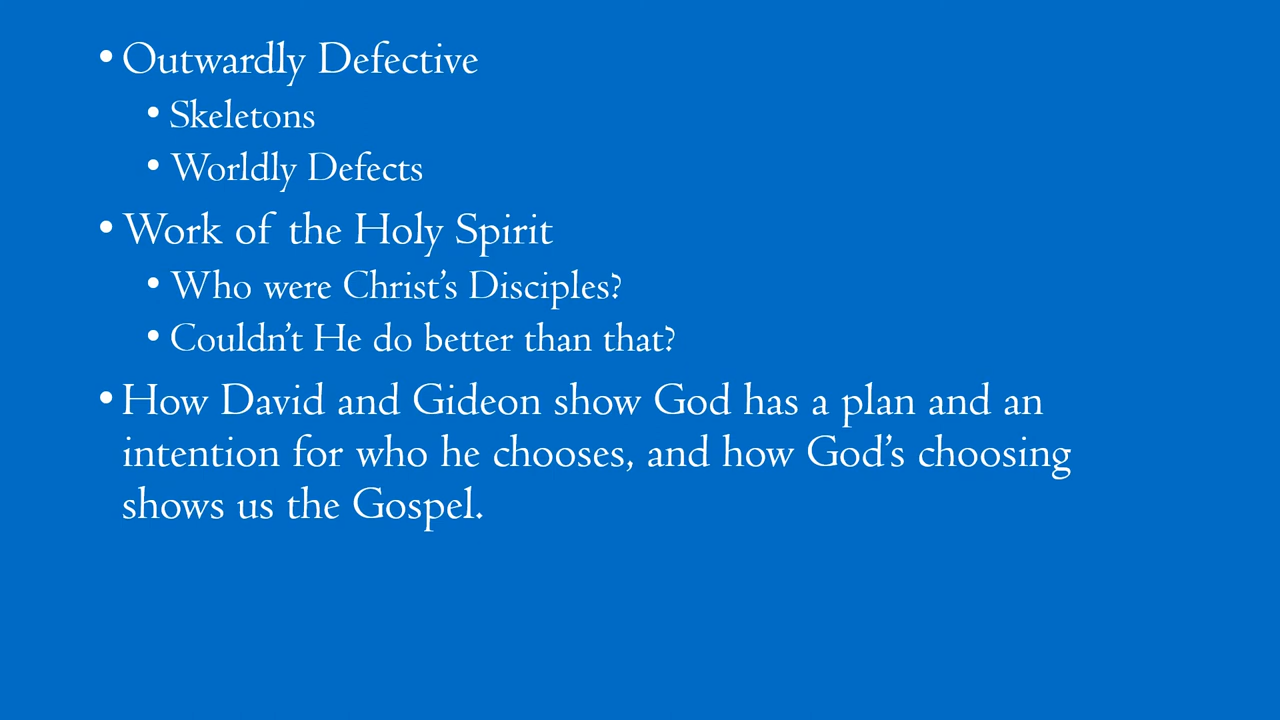 • Outwardly Defective
• Skeletons
• Worldly Defects
• Work of the Holy Spirit
• Who were Christ’s Disciples?
• Couldn’t He do better than that?
• How David and Gideon show God has a plan and an
intention for who he chooses, and how God’s choosing
shows us the Gospel.